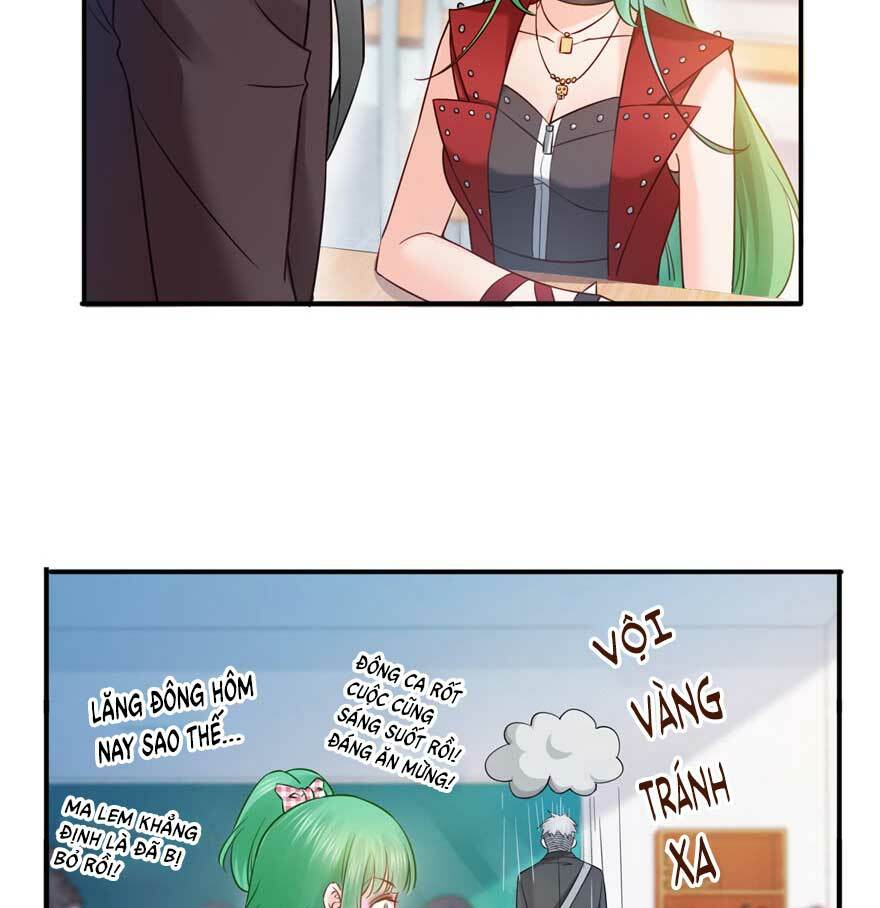 VỘI
VÀNG
TRÁNH
XA
ĐÔNG CA RỐT
CUỘC CŨNG
SÁNG SUỐT RỒI!
ĐÁNG ĂN MỪNG!
LĂNG ĐÔNG HÔM
NAY SAO THẾ...
MA LEM KHẲNG
ĐỊNH LÀ ĐÃ BỊ
BỎ RỒI!